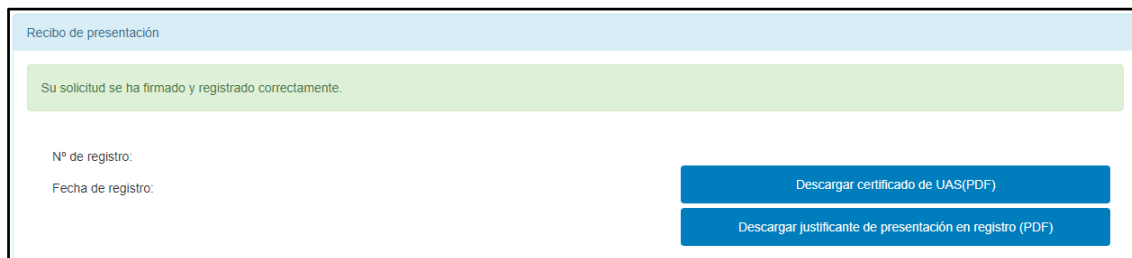 Recibo de presentación
Su solicitud se ha firmado y registrado correctamente.
Nº de registro:
Fecha de registro:
Descargar certificado de UAS(PDF)
Descargar justificante de presentación en registro (PDF)